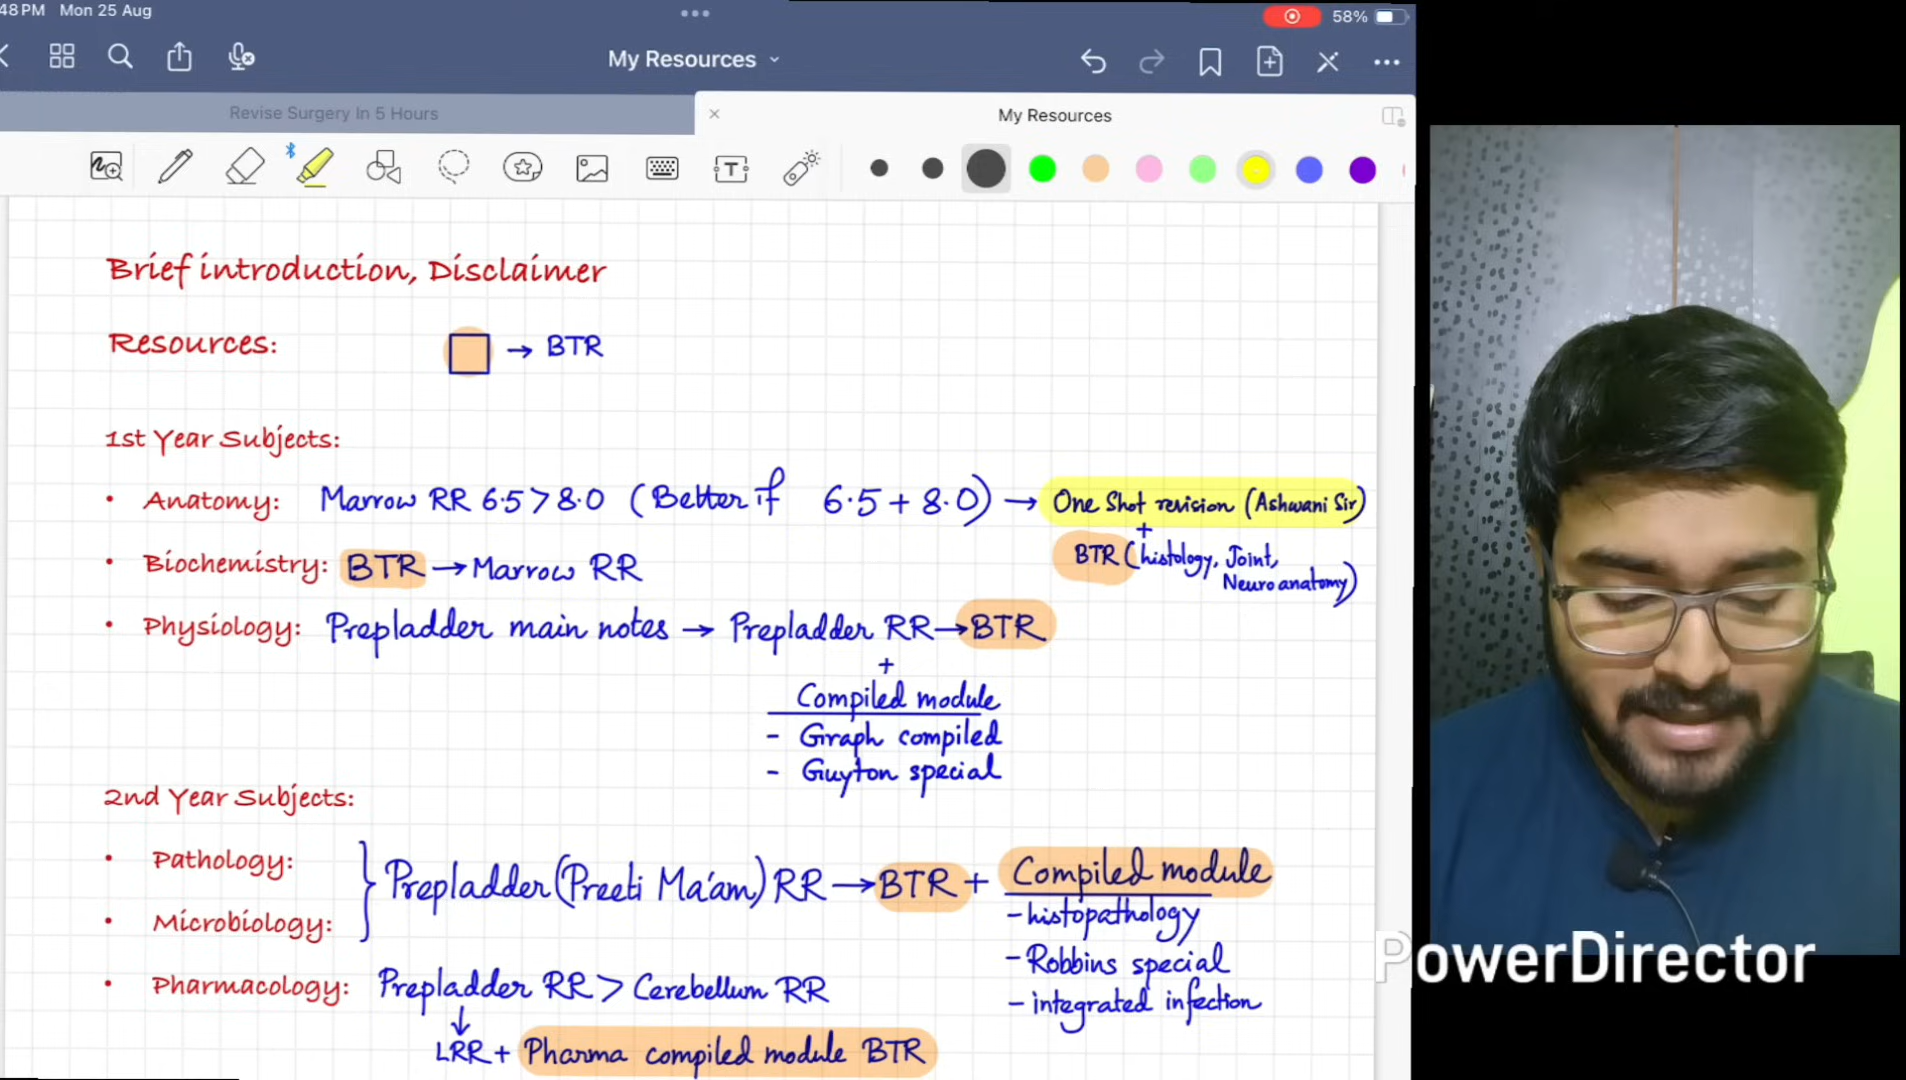 48 PM Mon 25 Aug
58%
My Resources
Revise Surgery In 5 Hours
My Resources
Brief introduction, Disclaimer
Resources: → BTR
1st Year Subjects:
• Anatomy: Marrow RR 6.5 > 8.0 (Better if 6.5 + 8.0) → One Shot revision (Ashwani Sir)
+
BTR (histology, Joint,
Neuroanatomy)
• Biochemistry: BTR → Marrow RR
• Physiology: Prepladder main notes → Prepladder RR → BTR
+
Compiled module
- Graph compiled
- Guyton special
2nd Year Subjects:
• Pathology:
• Microbiology:
} Prepladder (Preeti Ma'am) RR → BTR + Compiled module
- histopathology
- Robbins special
- integrated infection
• Pharmacology: Prepladder RR > Cerebellum RR
↓
LRR + Pharma compiled module BTR
PowerDirector